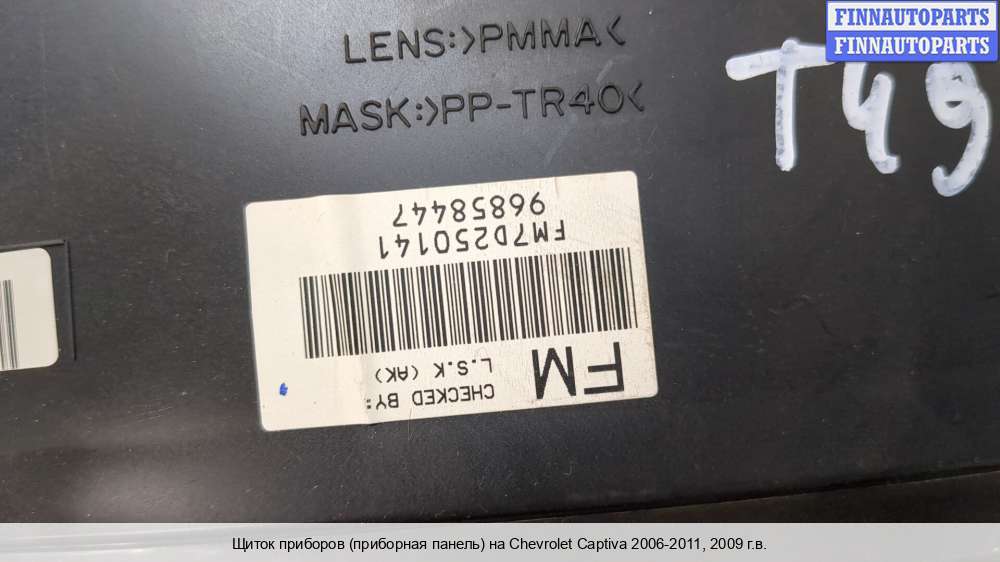 FINNAUTOPARTS
FINNAUTOPARTS
LENS:>PMMA<
MASK:>PP-TR40<
T49
FM
CHECKED BY:
L.S.K (AK)
FM7D250141
96858447
Щиток приборов (приборная панель) на Chevrolet Captiva 2006-2011, 2009 г.в.